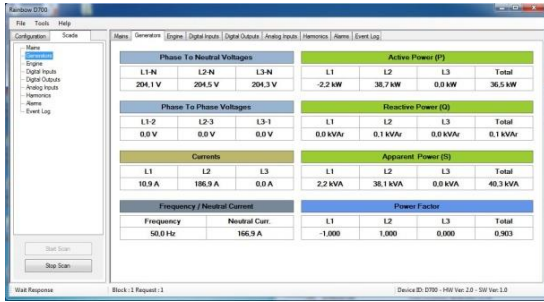 Rainbow D700
File Tools Help
Configuration Scada
Mains
Generators
Engine
Digital Inputs
Digital Outputs
Analog Inputs
Harmonics
Alarms
Event Log
Start Scan
Stop Scan
Mains Generators Engine Digital Inputs Digital Outputs Analog Inputs Harmonics Alarms Event Log
Phase To Neutral Voltages
L1-N L2-N L3-N
204,1 V 204,5 V 204,3 V
Phase To Phase Voltages
L1-2 L2-3 L3-1
0,0 V 0,0 V 0,0 V
Currents
L1 L2 L3
10,9 A 186,9 A 0,0 A
Frequency / Neutral Current
Frequency Neutral Curr.
50,0 Hz 166,9 A
Active Power (P)
L1 L2 L3 Total
-2,2 kW 38,7 kW 0,0 kW 36,5 kW
Reactive Power (Q)
L1 L2 L3 Total
0,0 kVAr 0,1 kVAr 0,0 kVAr 0,1 kVAr
Apparent Power (S)
L1 L2 L3 Total
2,2 kVA 38,1 kVA 0,0 kVA 40,3 kVA
Power Factor
L1 L2 L3 Total
-1,000 1,000 0,000 0,903
Wait Response Block : 1 Request : 1 Device ID: D700 - HW Ver: 2.0 - SW Ver: 1.0